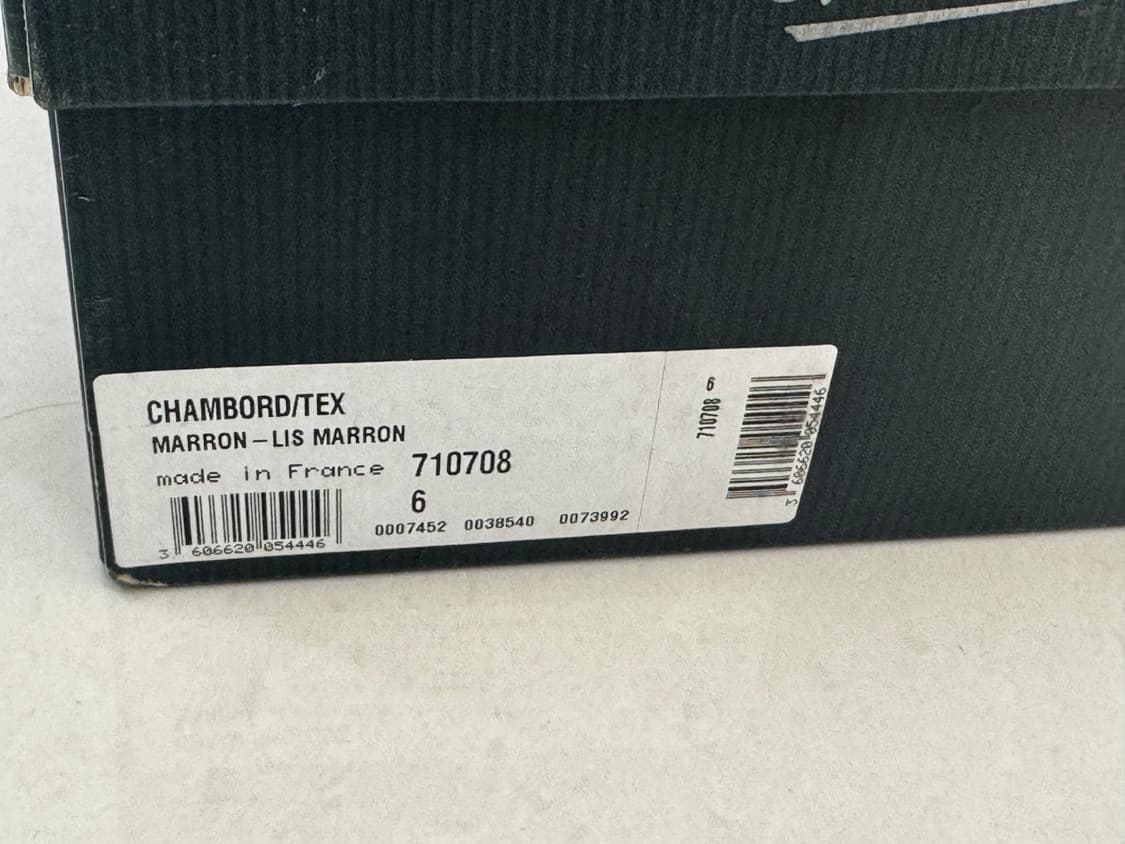 CHAMBORD/TEX
MARRON – LIS MARRON
made in France 710708
6
0007452 0038540 0073992
3 606620 054446
710708 6
3 606620 054446